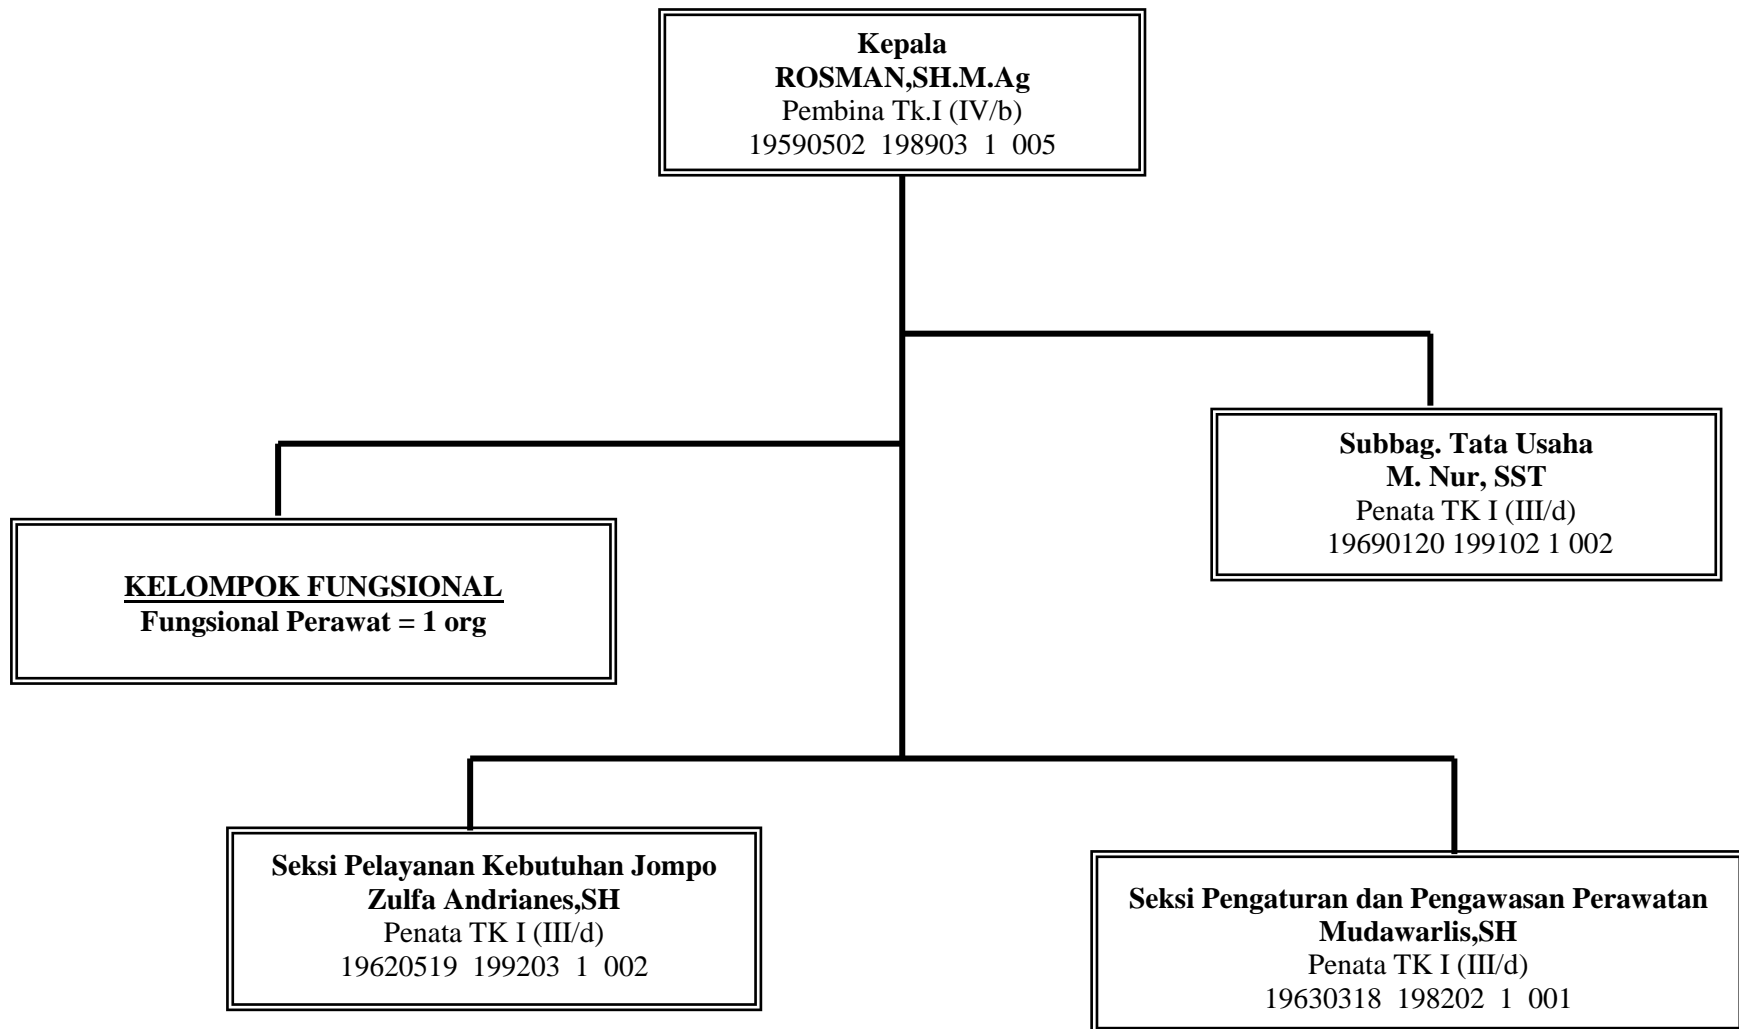 Kepala
ROSMAN,SH.M.Ag
Pembina Tk.I (IV/b)
19590502 198903 1 005
Subbag. Tata Usaha
M. Nur, SST
Penata TK I (III/d)
19690120 199102 1 002
KELOMPOK FUNGSIONAL
Fungsional Perawat = 1 org
Seksi Pelayanan Kebutuhan Jompo
Zulfa Andrianes,SH
Penata TK I (III/d)
19620519 199203 1 002
Seksi Pengaturan dan Pengawasan Perawatan
Mudawarlis,SH
Penata TK I (III/d)
19630318 198202 1 001